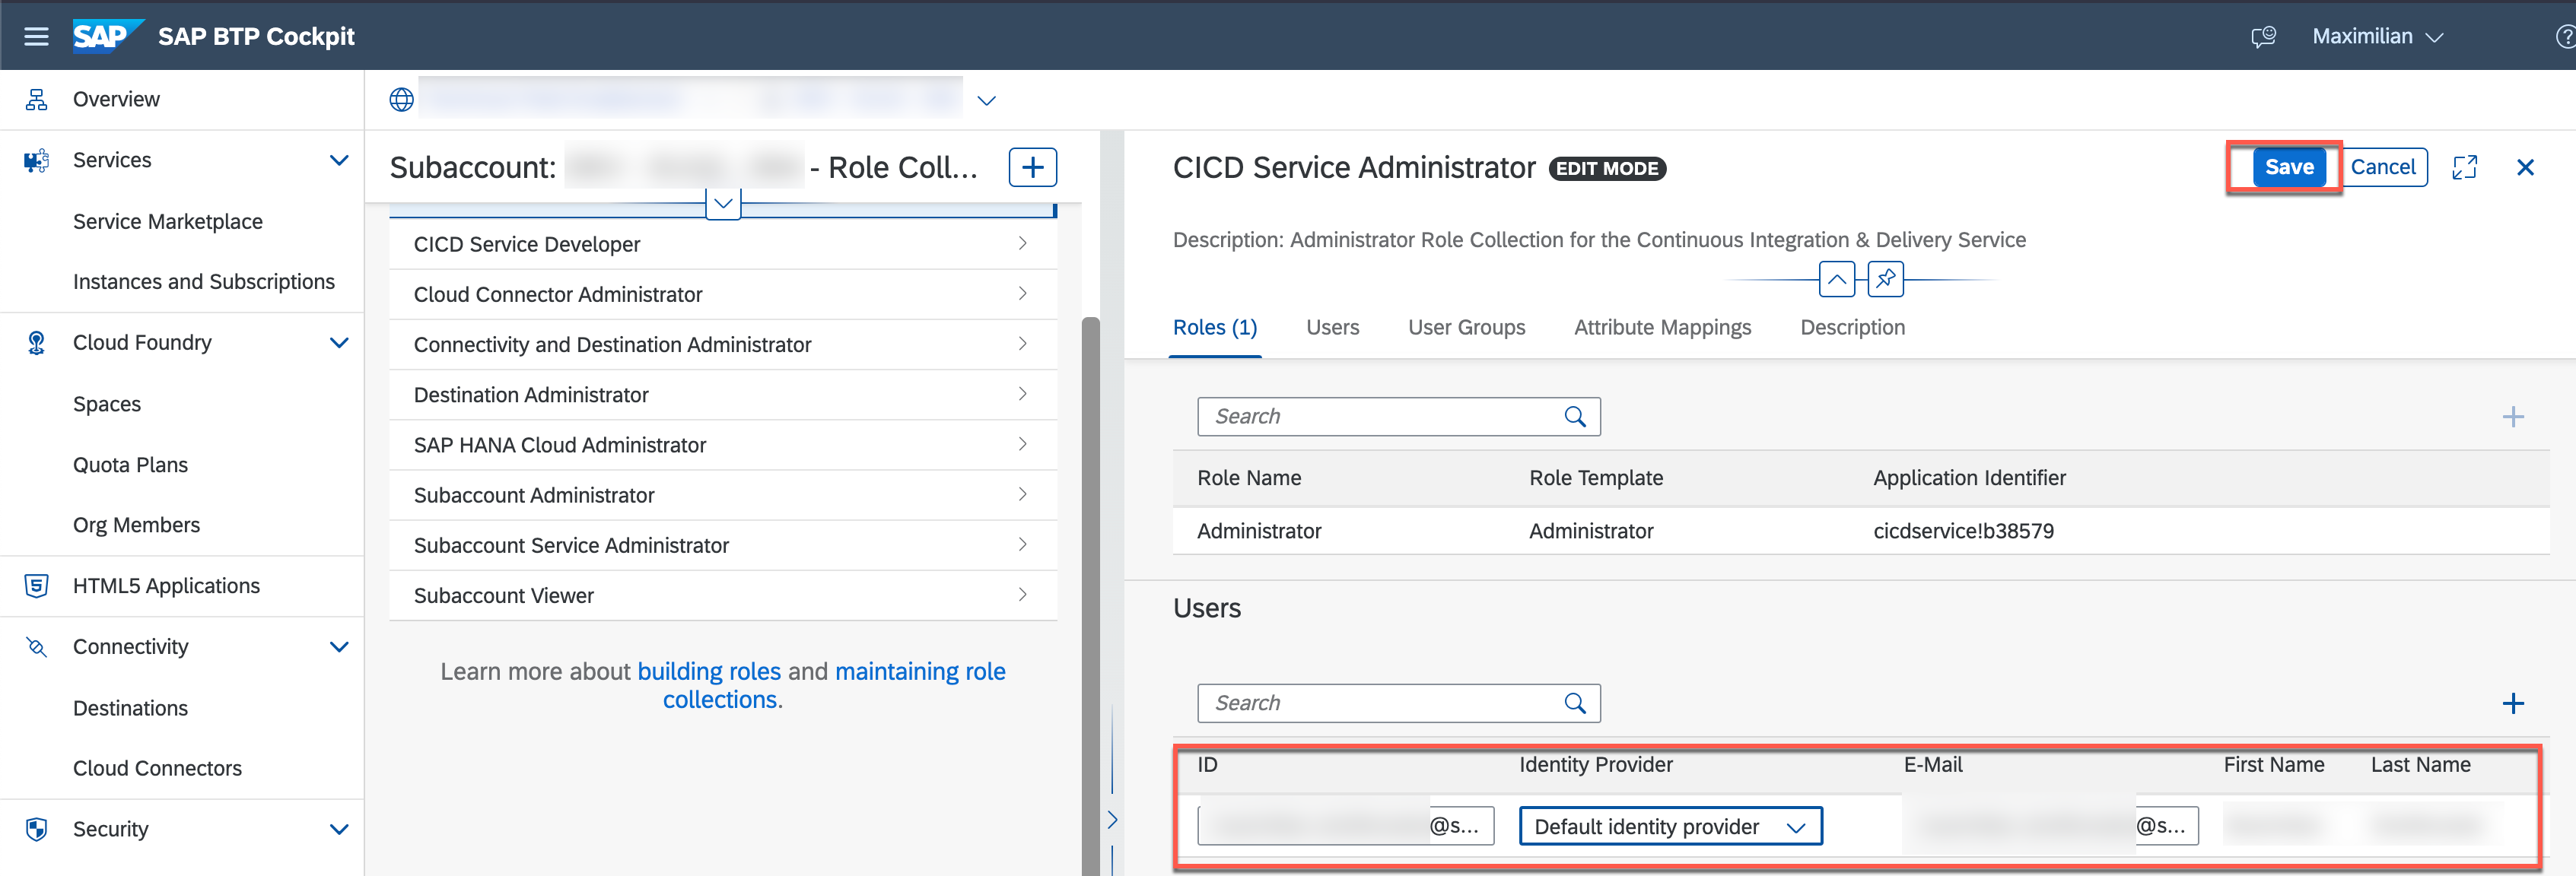 SAP SAP BTP Cockpit
Maximilian
Overview
Services
Service Marketplace
Instances and Subscriptions
Cloud Foundry
Spaces
Quota Plans
Org Members
HTML5 Applications
Connectivity
Destinations
Cloud Connectors
Security
Subaccount: - Role Coll...
CICD Service Developer
Cloud Connector Administrator
Connectivity and Destination Administrator
Destination Administrator
SAP HANA Cloud Administrator
Subaccount Administrator
Subaccount Service Administrator
Subaccount Viewer
Learn more about building roles and maintaining role
collections.
CICD Service Administrator EDIT MODE
Save Cancel
Description: Administrator Role Collection for the Continuous Integration & Delivery Service
Roles (1) Users User Groups Attribute Mappings Description
Search
Role Name Role Template Application Identifier
Administrator Administrator cicdservice!b38579
Users
Search
ID Identity Provider E-Mail First Name Last Name
@s... Default identity provider @s...